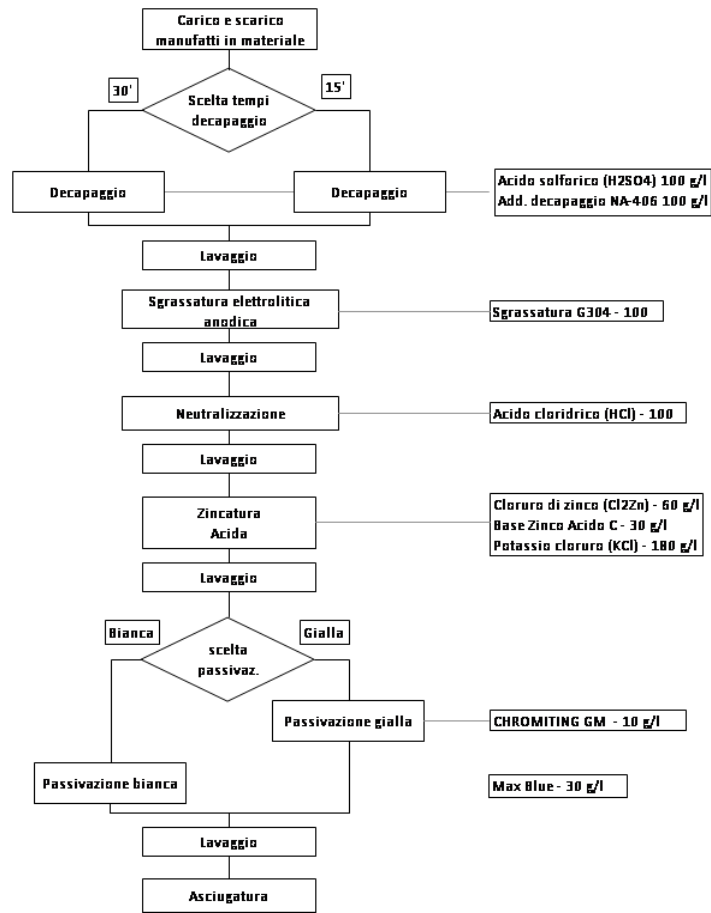 Carico e scarico
manufatti in materiale
30'
15'
Scelta tempi
decapaggio
Decapaggio
Decapaggio
Acido solforico (H2SO4) 100 g/l
Add. decapaggio NA-406 100 g/l
Lavaggio
Sgrassatura elettrolitica
anodica
Sgrassatura G304 - 100
Lavaggio
Neutralizzazione
Acido cloridrico (HCl) - 100
Lavaggio
Zincatura
Acida
Cloruro di zinco (Cl2Zn) - 60 g/l
Base Zinco Acido C - 30 g/l
Potassio cloruro (KCl) - 180 g/l
Lavaggio
Bianca
Gialla
scelta
passivaz.
Passivazione gialla
CHROMITING GM - 10 g/l
Passivazione bianca
Max Blue - 30 g/l
Lavaggio
Asciugatura